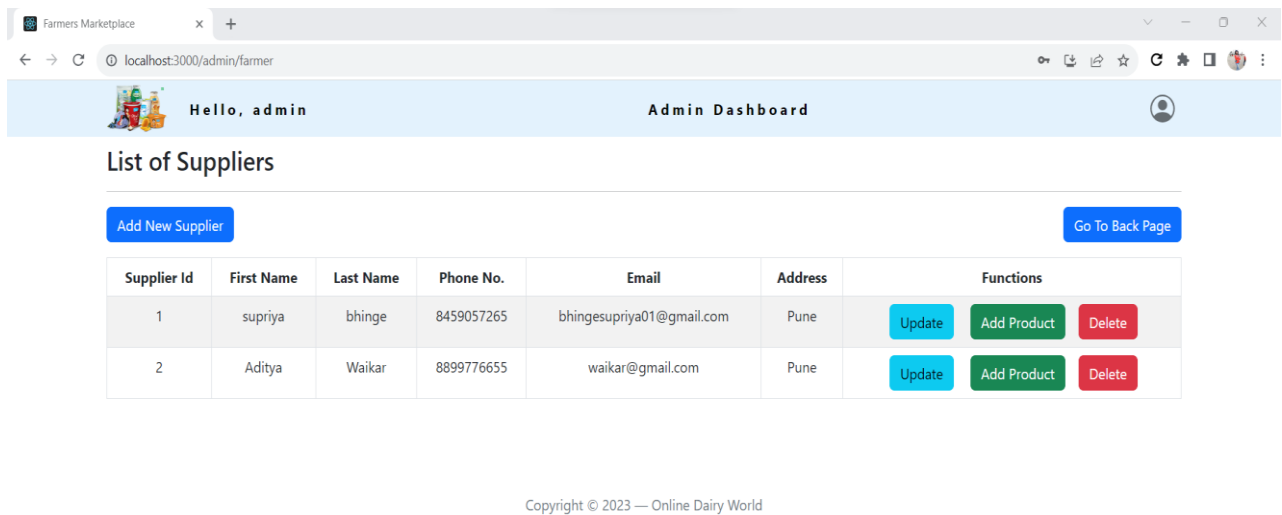 Farmers Marketplace
localhost:3000/admin/farmer
Hello, admin Admin Dashboard
List of Suppliers
Add New Supplier Go To Back Page
Supplier Id First Name Last Name Phone No. Email Address Functions
1 supriya bhinge 8459057265 bhingesupriya01@gmail.com Pune Update Add Product Delete
2 Aditya Waikar 8899776655 waikar@gmail.com Pune Update Add Product Delete
Copyright © 2023 — Online Dairy World